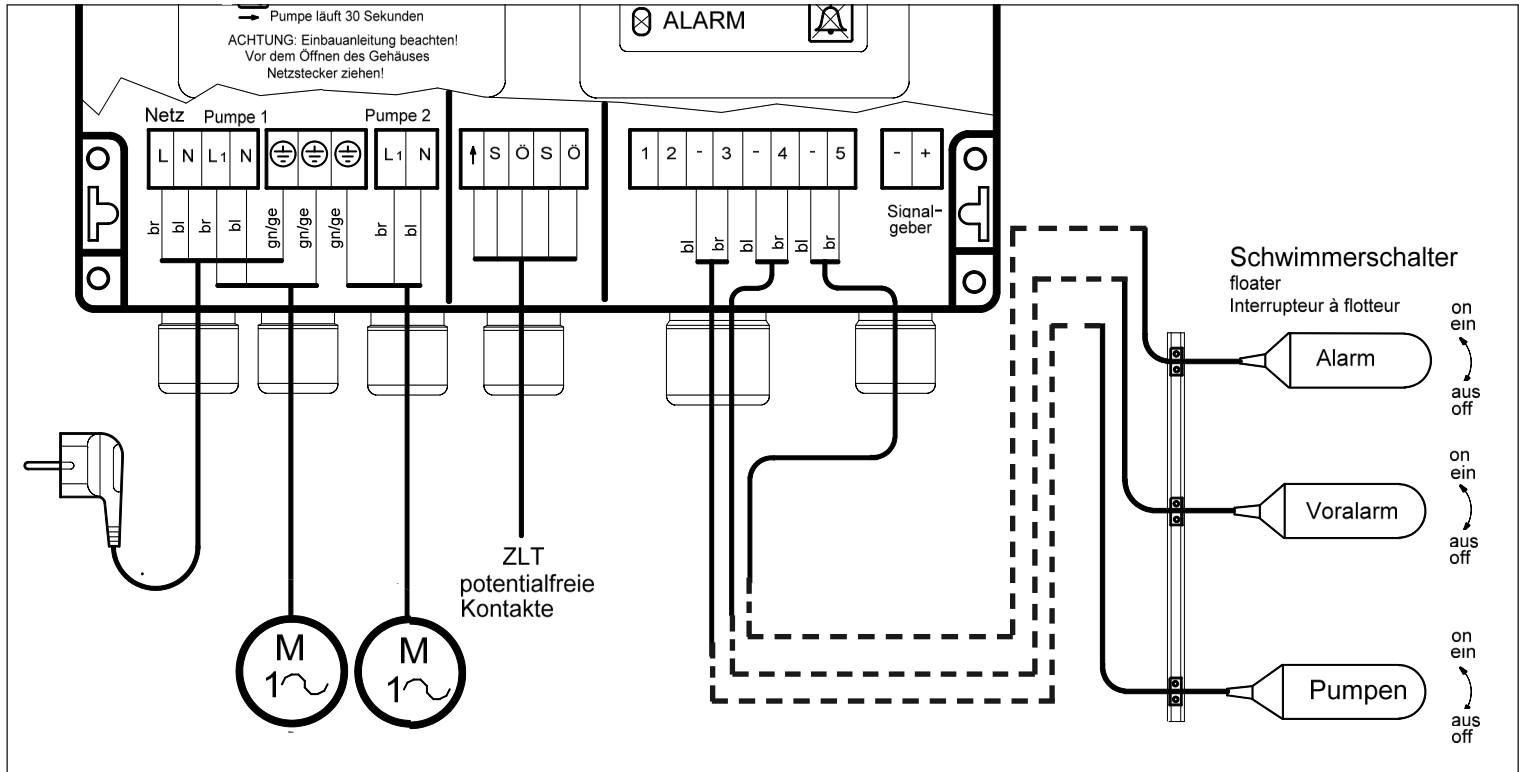 Pumpe läuft 30 Sekunden
ACHTUNG: Einbauanleitung beachten!
Vor dem Öffnen des Gehäuses
Netzstecker ziehen!
ALARM
Netz Pumpe 1 Pumpe 2
L N L1 N L1 N
S Ö S Ö
1 2 - 3 - 4 - 5
- +
br bl br bl gn/ge gn/ge gn/ge br bl
bl br bl br bl br
Signal-
geber
Schwimmerschalter
floater
Interrupteur à flotteur
on
ein
Alarm
aus
off
on
ein
Voralarm
aus
off
ZLT
potentialfreie
Kontakte
M
1
M
1
on
ein
Pumpen
aus
off